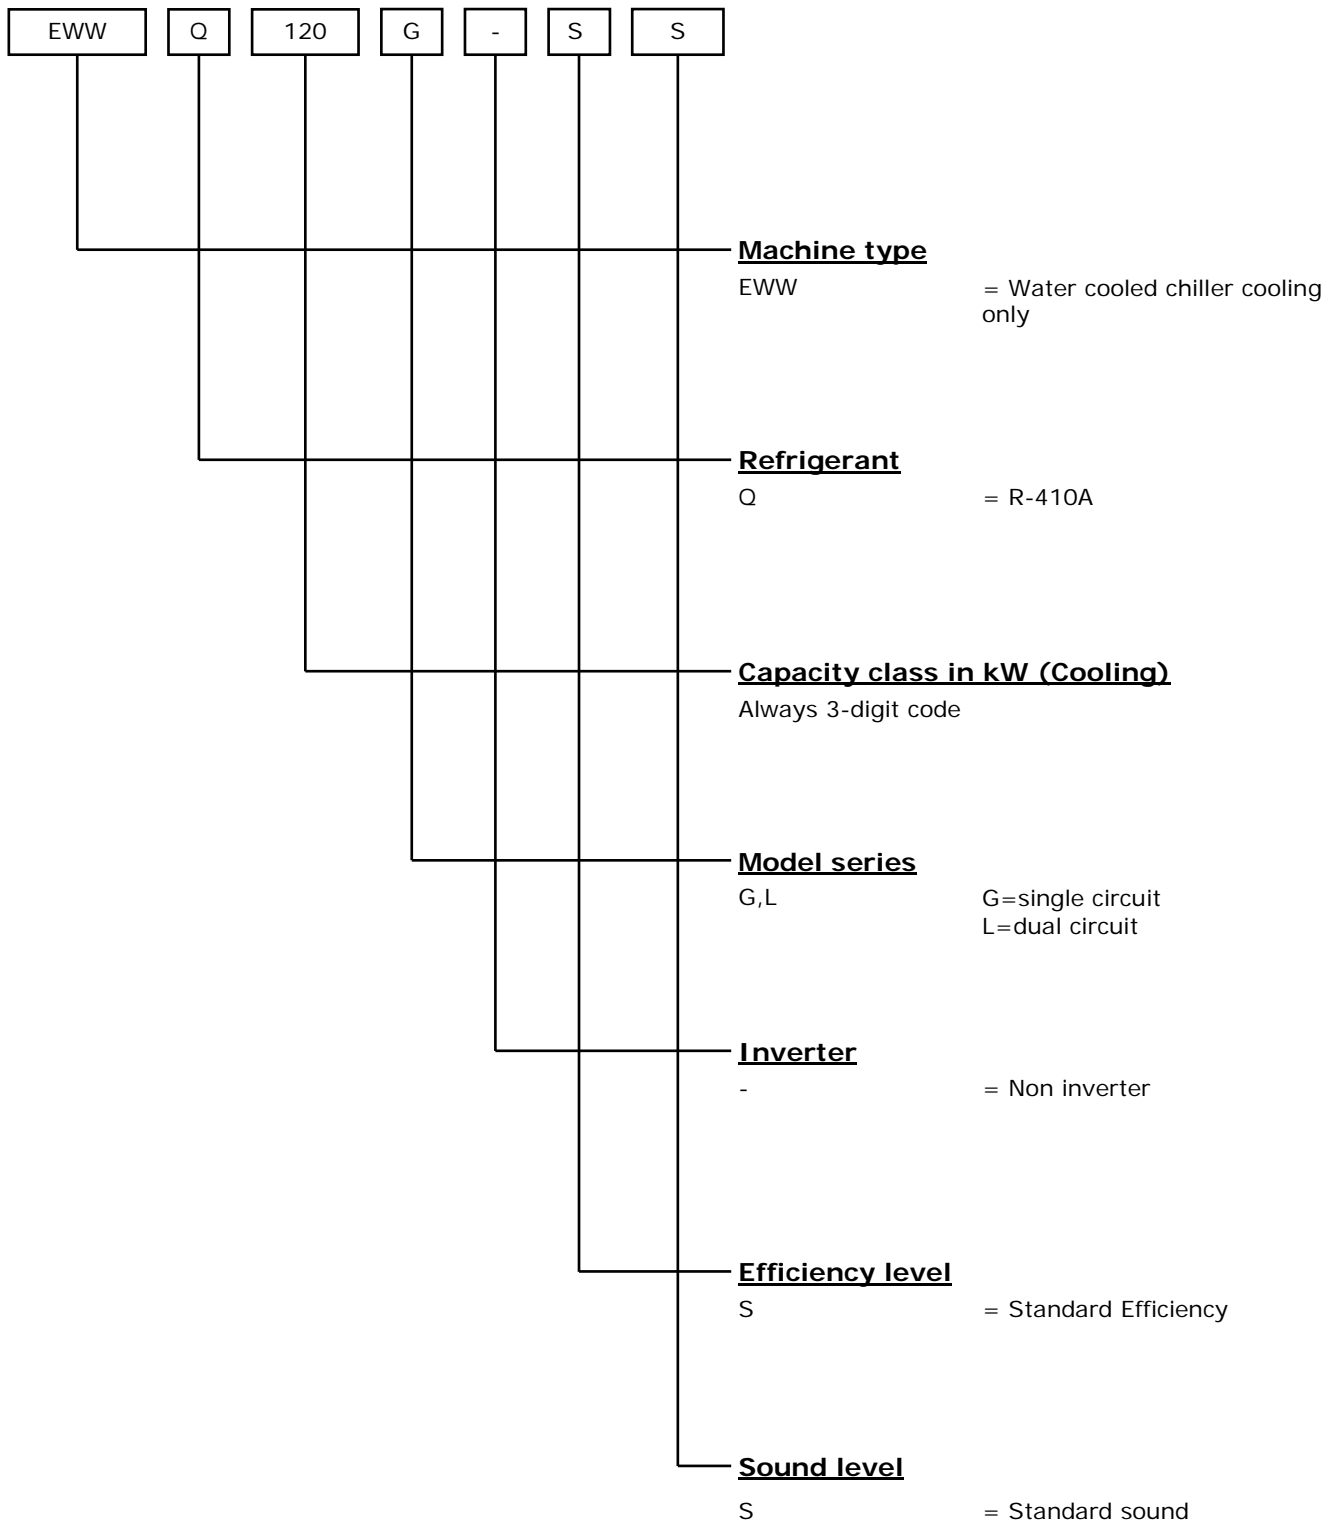 EWW Q 120 G - S S
Machine type
EWW = Water cooled chiller cooling
only
Refrigerant
Q = R-410A
Capacity class in kW (Cooling)
Always 3-digit code
Model series
G,L G=single circuit
L=dual circuit
Inverter
- = Non inverter
Efficiency level
S = Standard Efficiency
Sound level
S = Standard sound